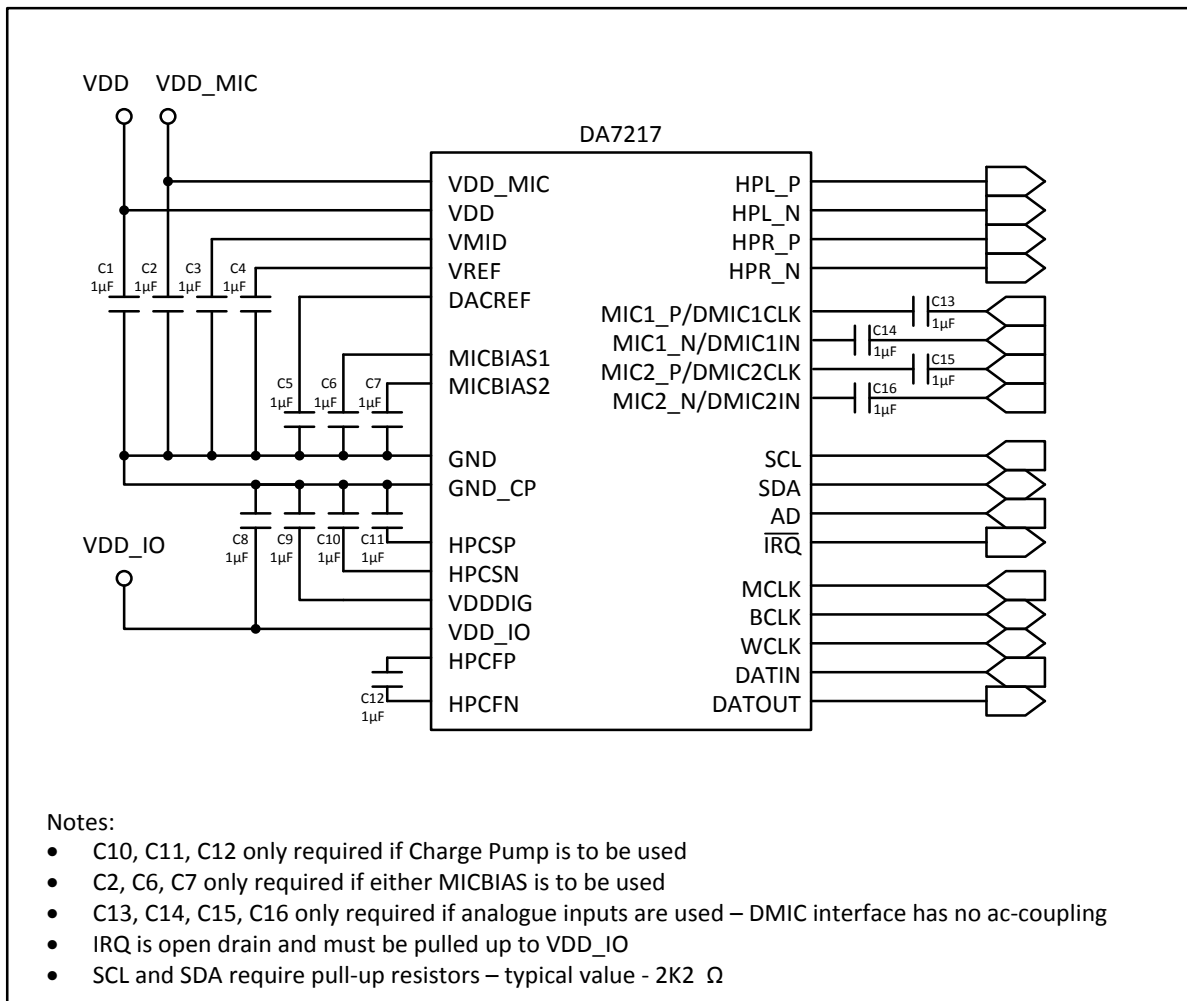 VDD VDD_MIC
DA7217
VDD_MIC
VDD
VMID
VREF
DACREF
MICBIAS1
MICBIAS2
GND
GND_CP
HPCSP
HPCSN
VDDDIG
VDD_IO
HPCFP
HPCFN
HPL_P
HPL_N
HPR_P
HPR_N
MIC1_P/DMIC1CLK
MIC1_N/DMIC1IN
MIC2_P/DMIC2CLK
MIC2_N/DMIC2IN
SCL
SDA
AD
IRQ
MCLK
BCLK
WCLK
DATIN
DATOUT
C1
1µF
C2
1µF
C3
1µF
C4
1µF
C5
1µF
C6
1µF
C7
1µF
VDD_IO
C8
1µF
C9
1µF
C10
1µF
C11
1µF
C12
1µF
C13
1µF
C14
1µF
C15
1µF
C16
1µF
Notes:
• C10, C11, C12 only required if Charge Pump is to be used
• C2, C6, C7 only required if either MICBIAS is to be used
• C13, C14, C15, C16 only required if analogue inputs are used – DMIC interface has no ac-coupling
• IRQ is open drain and must be pulled up to VDD_IO
• SCL and SDA require pull-up resistors – typical value - 2K2 Ω